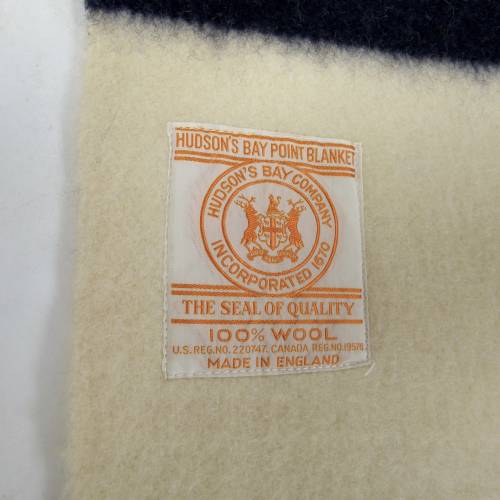 HUDSON'S BAY POINT BLANKET
HUDSON'S BAY COMPANY
INCORPORATED 1670
THE SEAL OF QUALITY
100% WOOL
U.S. REG. NO. 220747. CANADA, REG. NO. 19576.
MADE IN ENGLAND